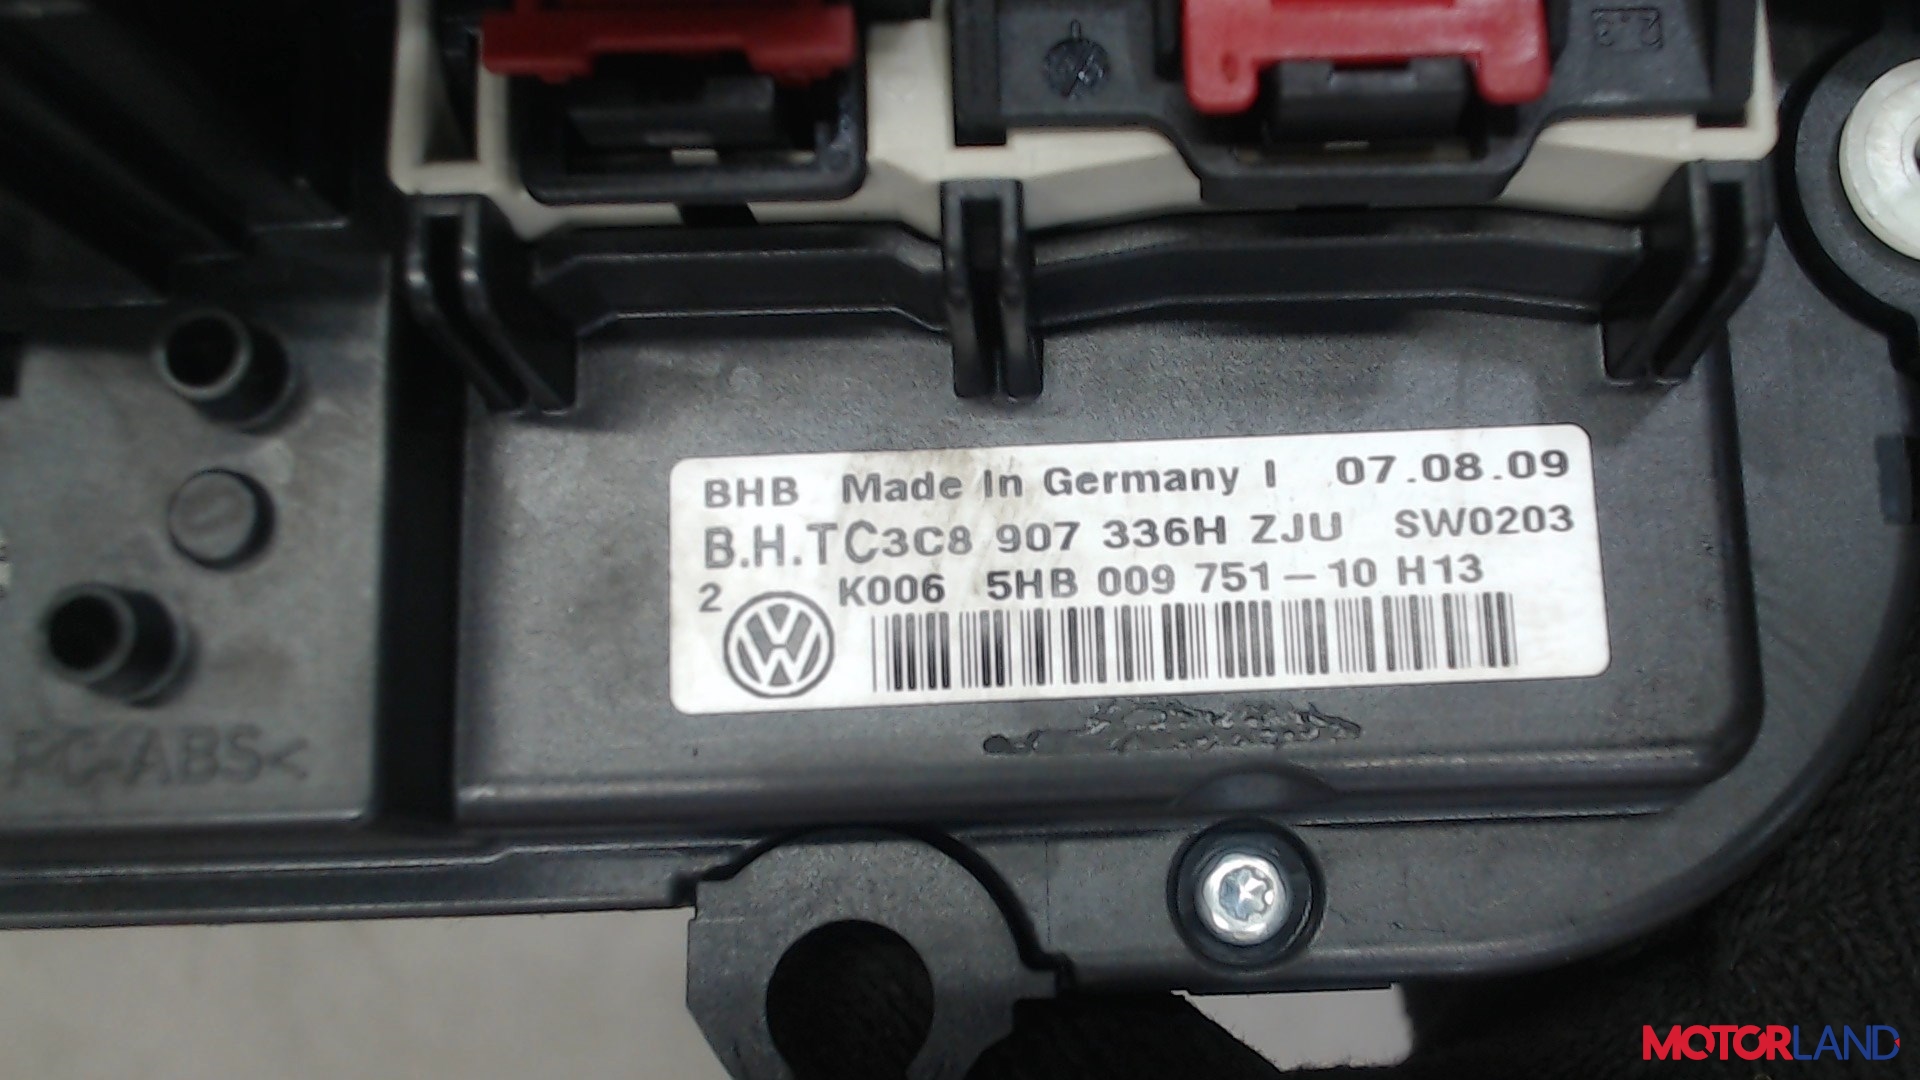 BHB Made In Germany I 07.08.09
B.H.TC3C8 907 336H ZJU SW0203
2 K006 5HB 009 751-10 H13
ABS<
MOTORLAND